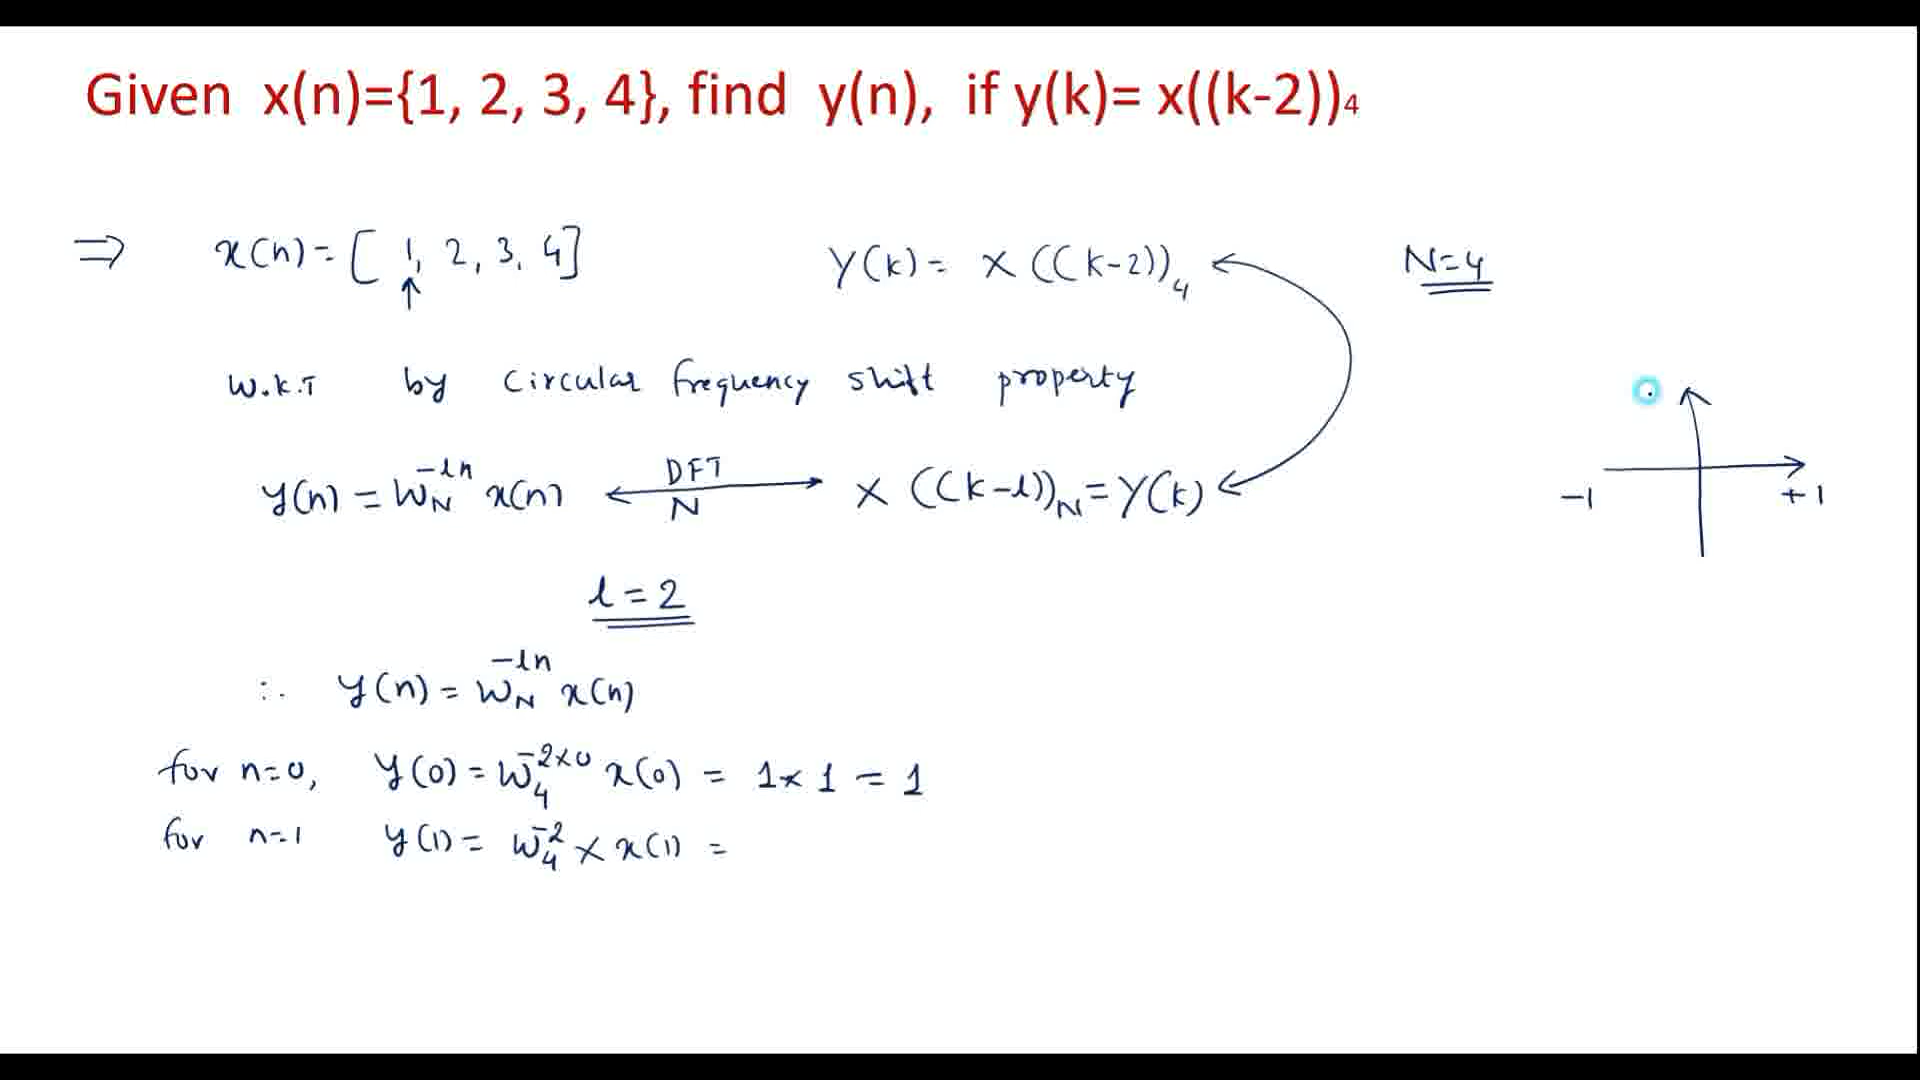 Given x(n)={1, 2, 3, 4}, find y(n), if y(k)= x((k-2))₄
⇒ x(n) = [ 1, 2, 3, 4] Y(k) = X ((k-2))₄ N=4
↑
W.K.T by Circular frequency shift property
y(n) = W_N^{-ln} x(n) ⟷ DFT N X ((k-l))_N = Y(k)
-1 +1
l = 2
∴ y(n) = W_N^{-ln} x(n)
for n=0, y(0) = W_4^{-2×0} x(0) = 1 × 1 = 1
for n=1 y(1) = W_4^{-2} × x(1) =